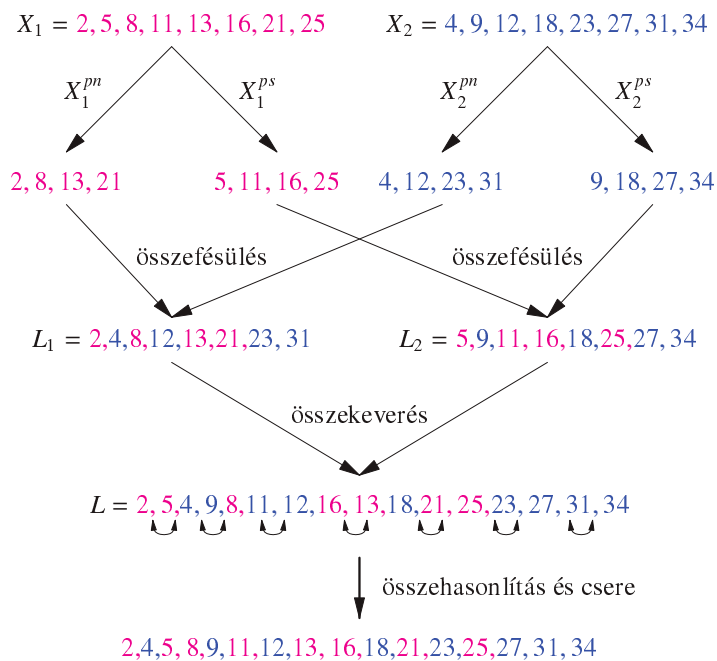 X₁ = 2, 5, 8, 11, 13, 16, 21, 25 X₂ = 4, 9, 12, 18, 23, 27, 31, 34
X₁ᵖⁿ X₁ᵖˢ X₂ᵖⁿ X₂ᵖˢ
2, 8, 13, 21 5, 11, 16, 25 4, 12, 23, 31 9, 18, 27, 34
összefésülés összefésülés
L₁ = 2,4,8,12,13,21,23, 31 L₂ = 5,9,11, 16,18,25,27, 34
összekeverés
L = 2, 5,4, 9,8, 11, 12, 16, 13,18, 21, 25, 23, 27, 31, 34
összehasonlítás és csere
2,4,5, 8,9,11,12,13, 16,18,21,23,25,27, 31, 34